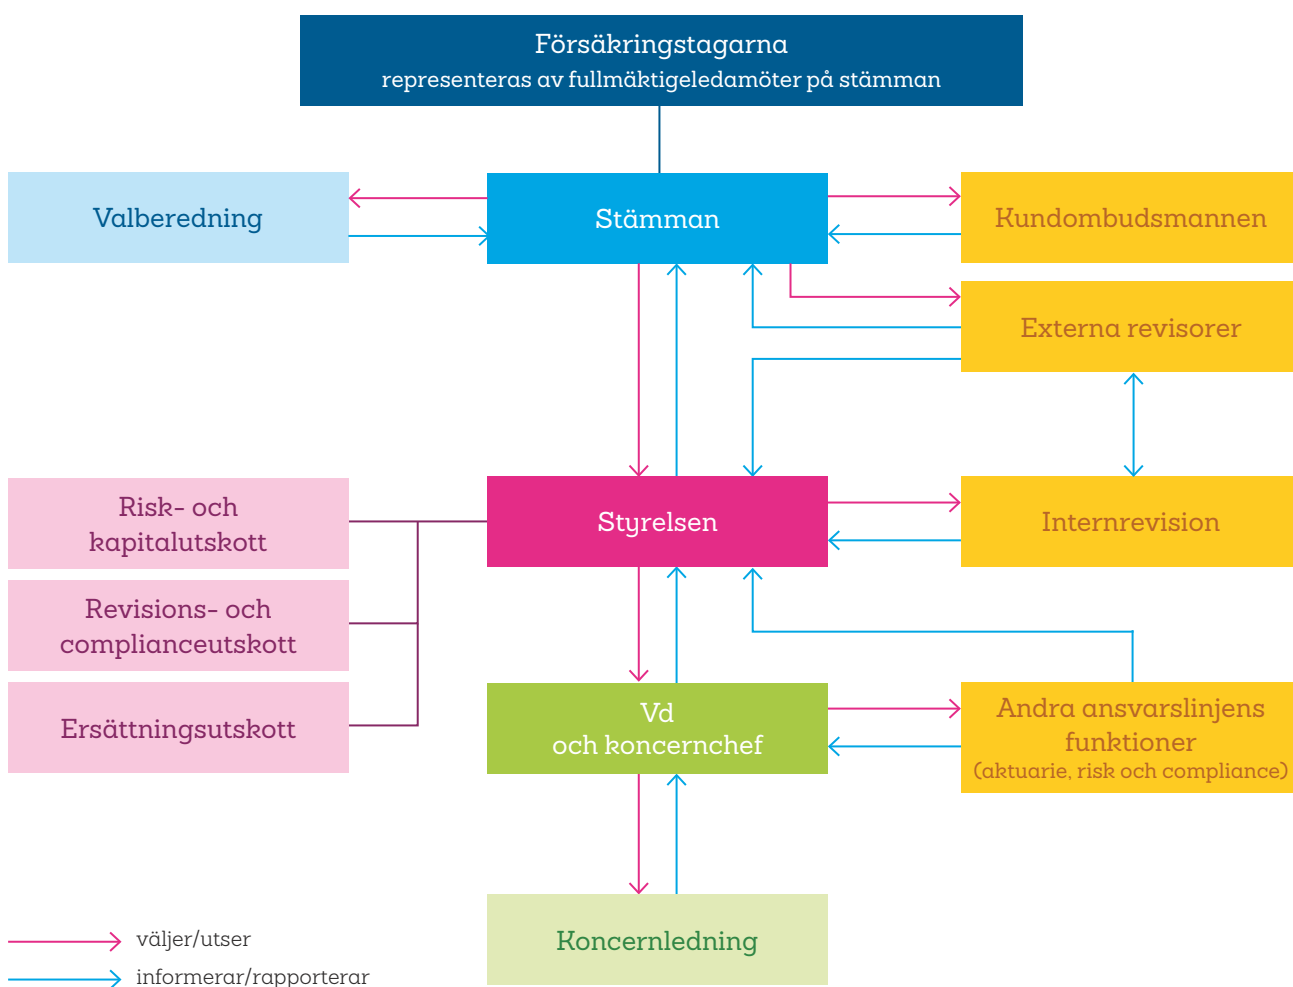 Försäkringstagarna
representeras av fullmäktigeledamöter på stämman
Valberedning
Stämman
Kundombudsmannen
Externa revisorer
Risk- och
kapitalutskott
Styrelsen
Internrevision
Revisions- och
complianceutskott
Ersättningsutskott
Vd
och koncernchef
Andra ansvarslinjens
funktioner
(aktuarie, risk och compliance)
Koncernledning
väljer/utser
informerar/rapporterar